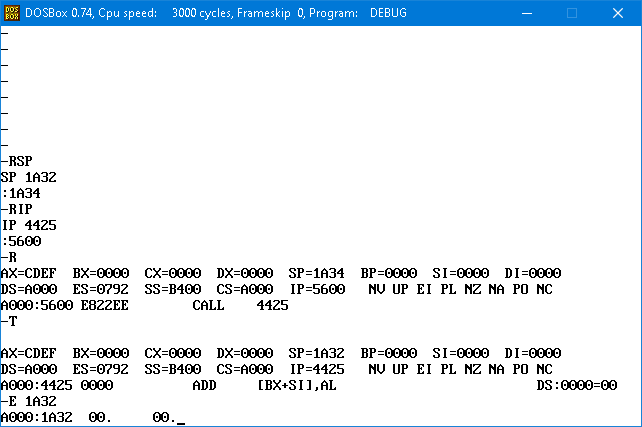 DOSBox 0.74, Cpu speed:    3000 cycles, Frameskip  0, Program:    DEBUG
-
-
-
-
-
-
-
-
-RSP
SP 1A32
:1A34
-RIP
IP 4425
:5600
-R
AX=CDEF  BX=0000  CX=0000  DX=0000  SP=1A34  BP=0000  SI=0000  DI=0000
DS=A000  ES=0792  SS=B400  CS=A000  IP=5600   NV UP EI PL NZ NA PO NC
A000:5600 E822EE        CALL    4425
-T
AX=CDEF  BX=0000  CX=0000  DX=0000  SP=1A32  BP=0000  SI=0000  DI=0000
DS=A000  ES=0792  SS=B400  CS=A000  IP=4425   NV UP EI PL NZ NA PO NC
A000:4425 0000          ADD     [BX+SI],AL                         DS:0000=00
-E 1A32
A000:1A32  00.     00._